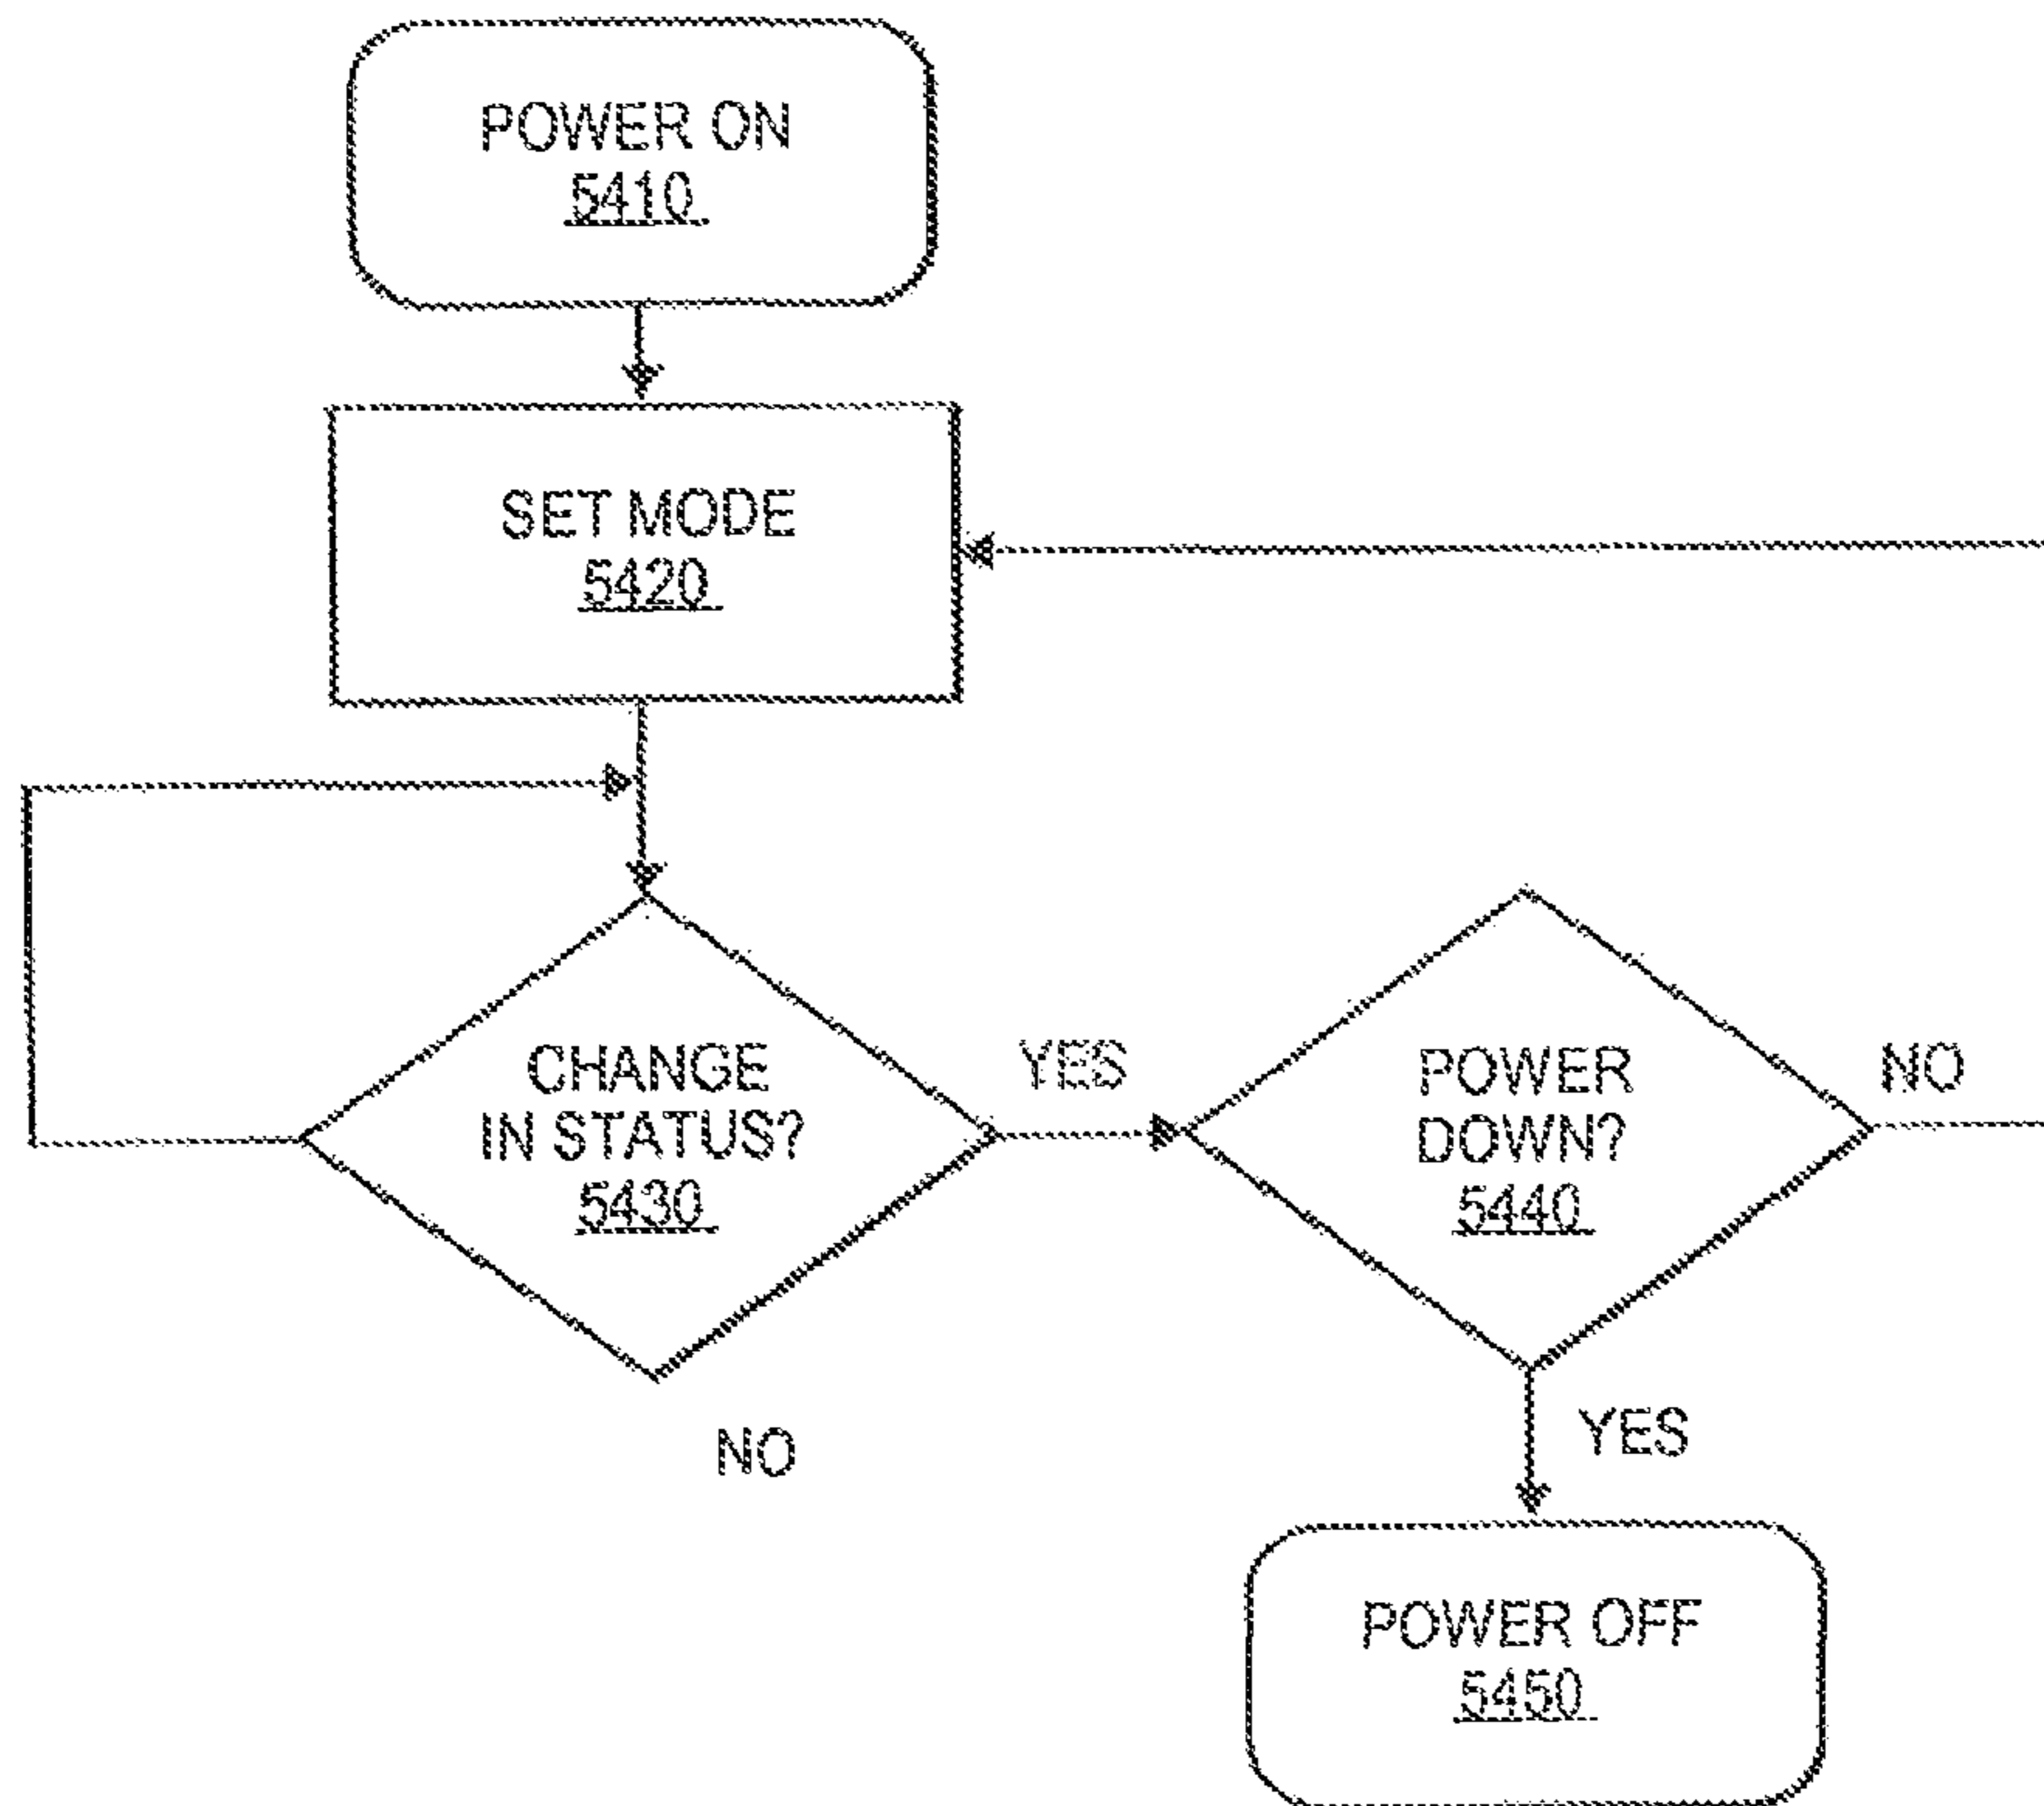 POWER ON
5410
SET MODE
5420
CHANGE
IN STATUS?
5430
YES
NO
POWER
DOWN?
5440
NO
YES
POWER OFF
5450